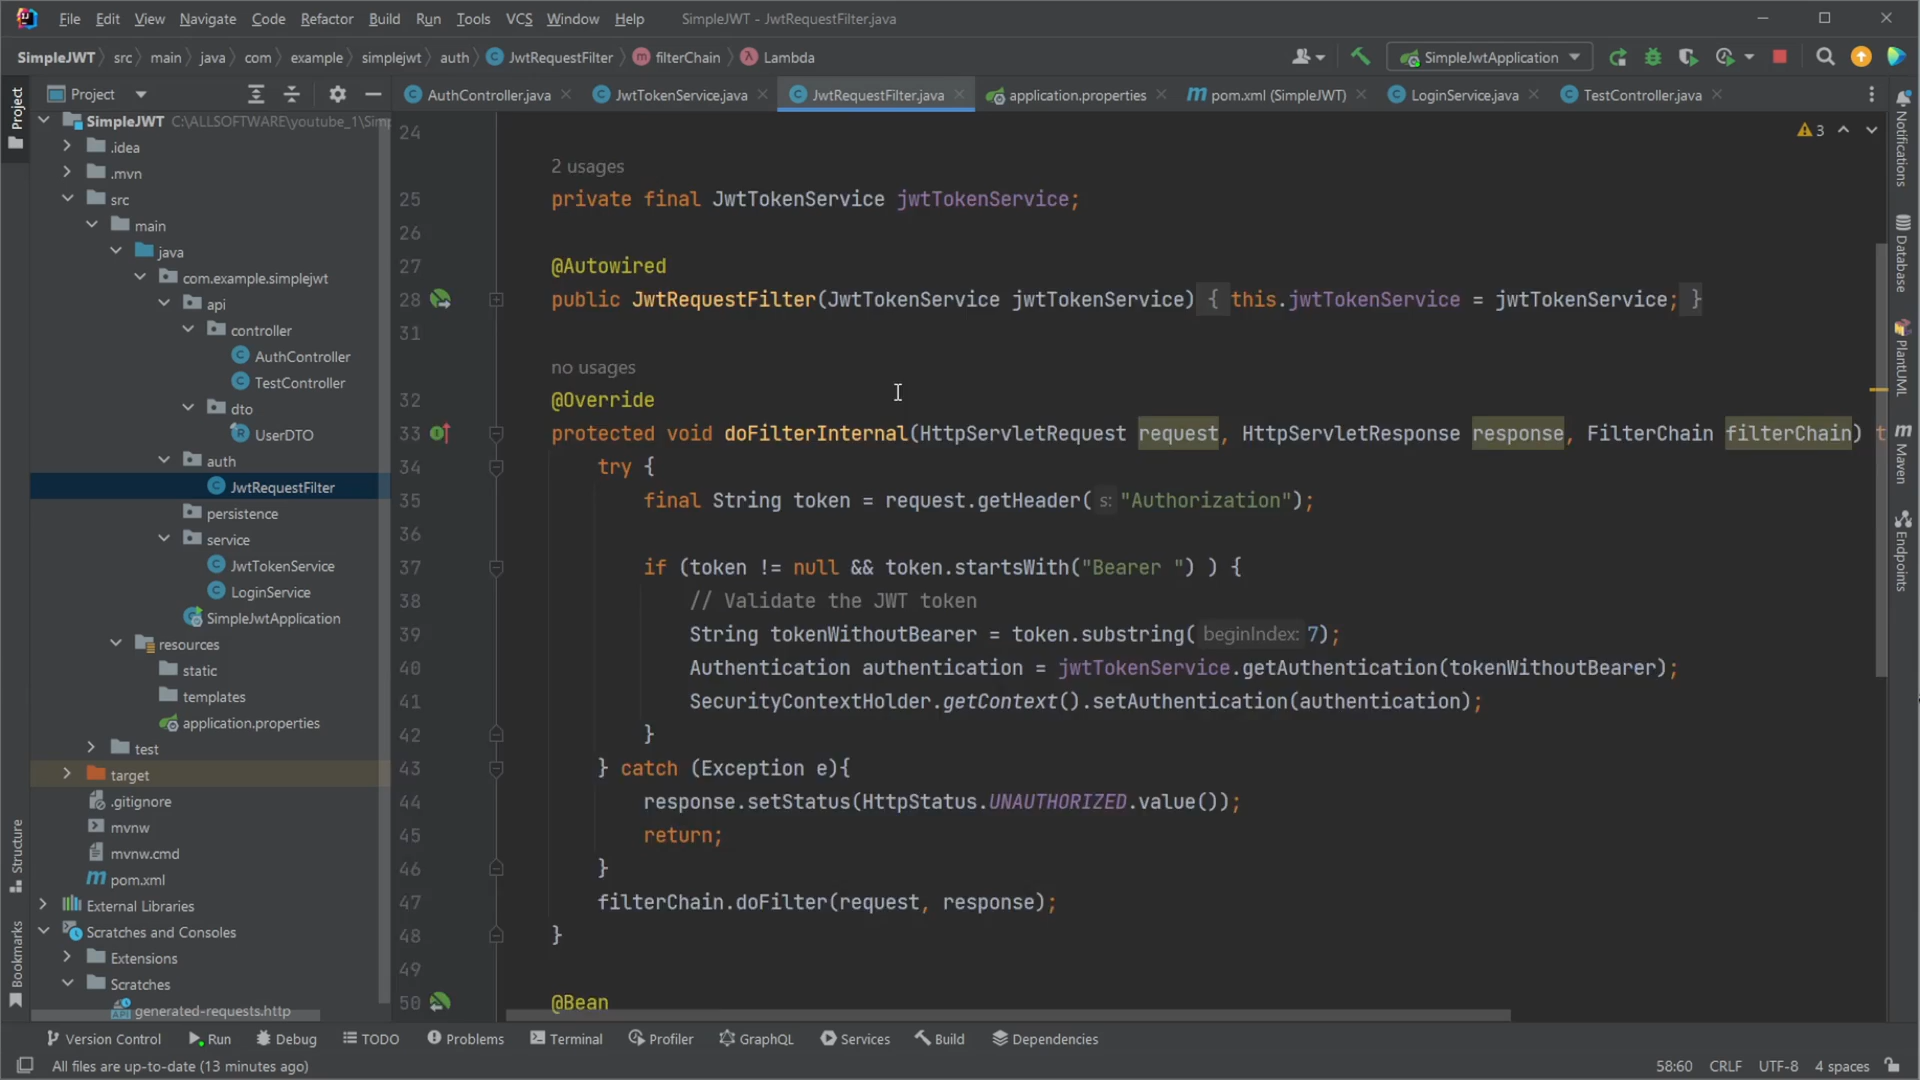 File Edit View Navigate Code Refactor Build Run Tools VCS Window Help SimpleJWT - JwtRequestFilter.java
SimpleJWT src main java com example simplejwt auth JwtRequestFilter filterChain Lambda SimpleJwtApplication
Project
AuthController.java JwtTokenService.java JwtRequestFilter.java application.properties pom.xml (SimpleJWT) LoginService.java TestController.java
Project
SimpleJWT C:\ALLSOFTWARE\youtube_1\Simp
.idea
.mvn
src
main
java
com.example.simplejwt
api
controller
AuthController
TestController
dto
UserDTO
auth
JwtRequestFilter
persistence
service
JwtTokenService
LoginService
SimpleJwtApplication
resources
static
templates
application.properties
test
target
.gitignore
mvnw
mvnw.cmd
pom.xml
External Libraries
Scratches and Consoles
Extensions
Scratches
generated-requests.http
Structure
Bookmarks
3
24
2 usages
25 private final JwtTokenService jwtTokenService;
26
27 @Autowired
28 public JwtRequestFilter(JwtTokenService jwtTokenService) { this.jwtTokenService = jwtTokenService; }
31
no usages
32 @Override
33 protected void doFilterInternal(HttpServletRequest request, HttpServletResponse response, FilterChain filterChain) t
34 try {
35 final String token = request.getHeader( s: "Authorization");
36
37 if (token != null && token.startsWith("Bearer ") ) {
38 // Validate the JWT token
39 String tokenWithoutBearer = token.substring( beginIndex: 7);
40 Authentication authentication = jwtTokenService.getAuthentication(tokenWithoutBearer);
41 SecurityContextHolder.getContext().setAuthentication(authentication);
42 }
43 } catch (Exception e){
44 response.setStatus(HttpStatus.UNAUTHORIZED.value());
45 return;
46 }
47 filterChain.doFilter(request, response);
48 }
49
50 @Bean
Notifications
Database
PlantUML
Maven
Endpoints
Version Control Run Debug TODO Problems Terminal Profiler GraphQL Services Build Dependencies
All files are up-to-date (13 minutes ago) 58:60 CRLF UTF-8 4 spaces